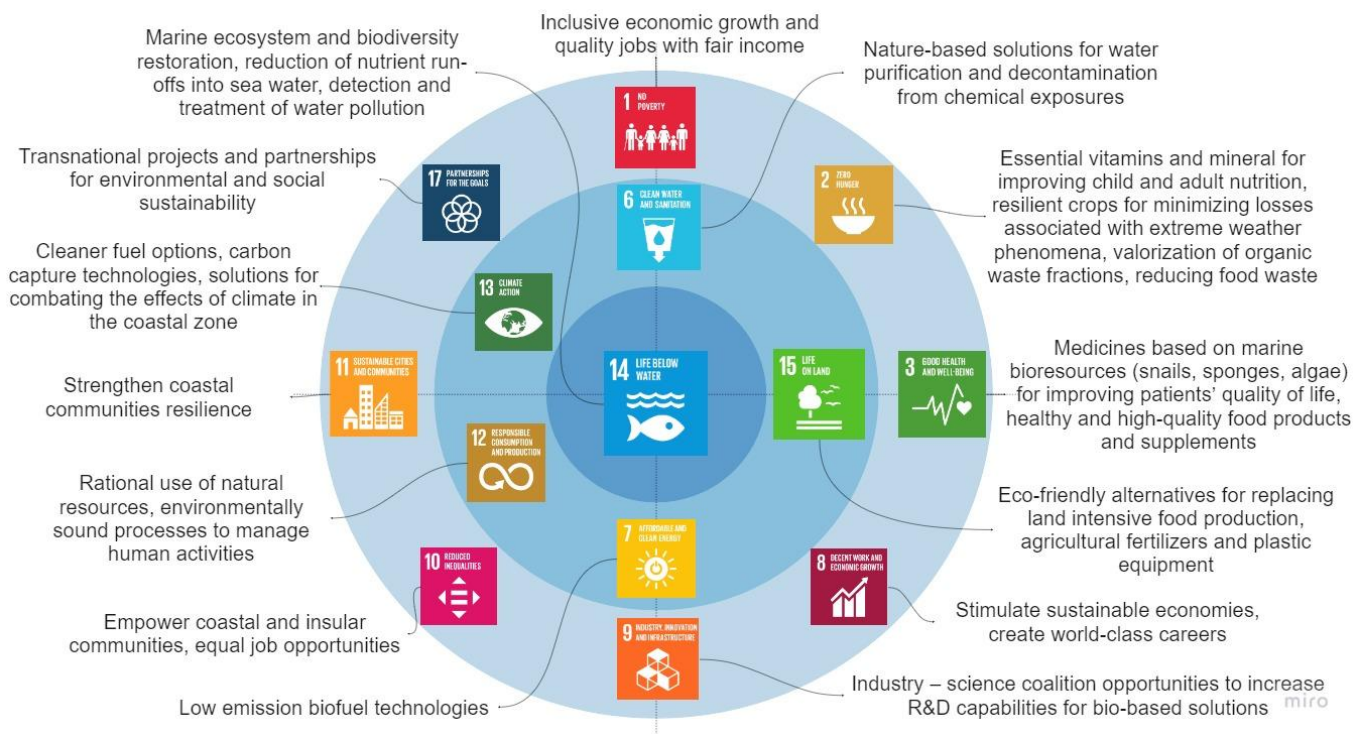 Marine ecosystem and biodiversity
restoration, reduction of nutrient run-
offs into sea water, detection and
treatment of water pollution
Inclusive economic growth and
quality jobs with fair income
Nature-based solutions for water
purification and decontamination
from chemical exposures
Transnational projects and partnerships
for environmental and social
sustainability
Essential vitamins and mineral for
improving child and adult nutrition,
resilient crops for minimizing losses
associated with extreme weather
phenomena, valorization of organic
waste fractions, reducing food waste
Cleaner fuel options, carbon
capture technologies, solutions for
combating the effects of climate in
the coastal zone
Strengthen coastal
communities resilience
Medicines based on marine
bioresources (snails, sponges, algae)
for improving patients' quality of life,
healthy and high-quality food products
and supplements
Rational use of natural
resources, environmentally
sound processes to manage
human activities
Eco-friendly alternatives for replacing
land intensive food production,
agricultural fertilizers and plastic
equipment
Empower coastal and insular
communities, equal job opportunities
Stimulate sustainable economies,
create world-class careers
Low emission biofuel technologies
Industry – science coalition opportunities to increase
R&D capabilities for bio-based solutions
1 NO
POVERTY
17 PARTNERSHIPS
FOR THE GOALS
6 CLEAN WATER
AND SANITATION
2 ZERO
HUNGER
13 CLIMATE
ACTION
11 SUSTAINABLE CITIES
AND COMMUNITIES
14 LIFE BELOW
WATER
15 LIFE
ON LAND
3 GOOD HEALTH
AND WELL-BEING
12 RESPONSIBLE
CONSUMPTION
AND PRODUCTION
7 AFFORDABLE AND
CLEAN ENERGY
10 REDUCED
INEQUALITIES
8 DECENT WORK AND
ECONOMIC GROWTH
9 INDUSTRY, INNOVATION
AND INFRASTRUCTURE
miro